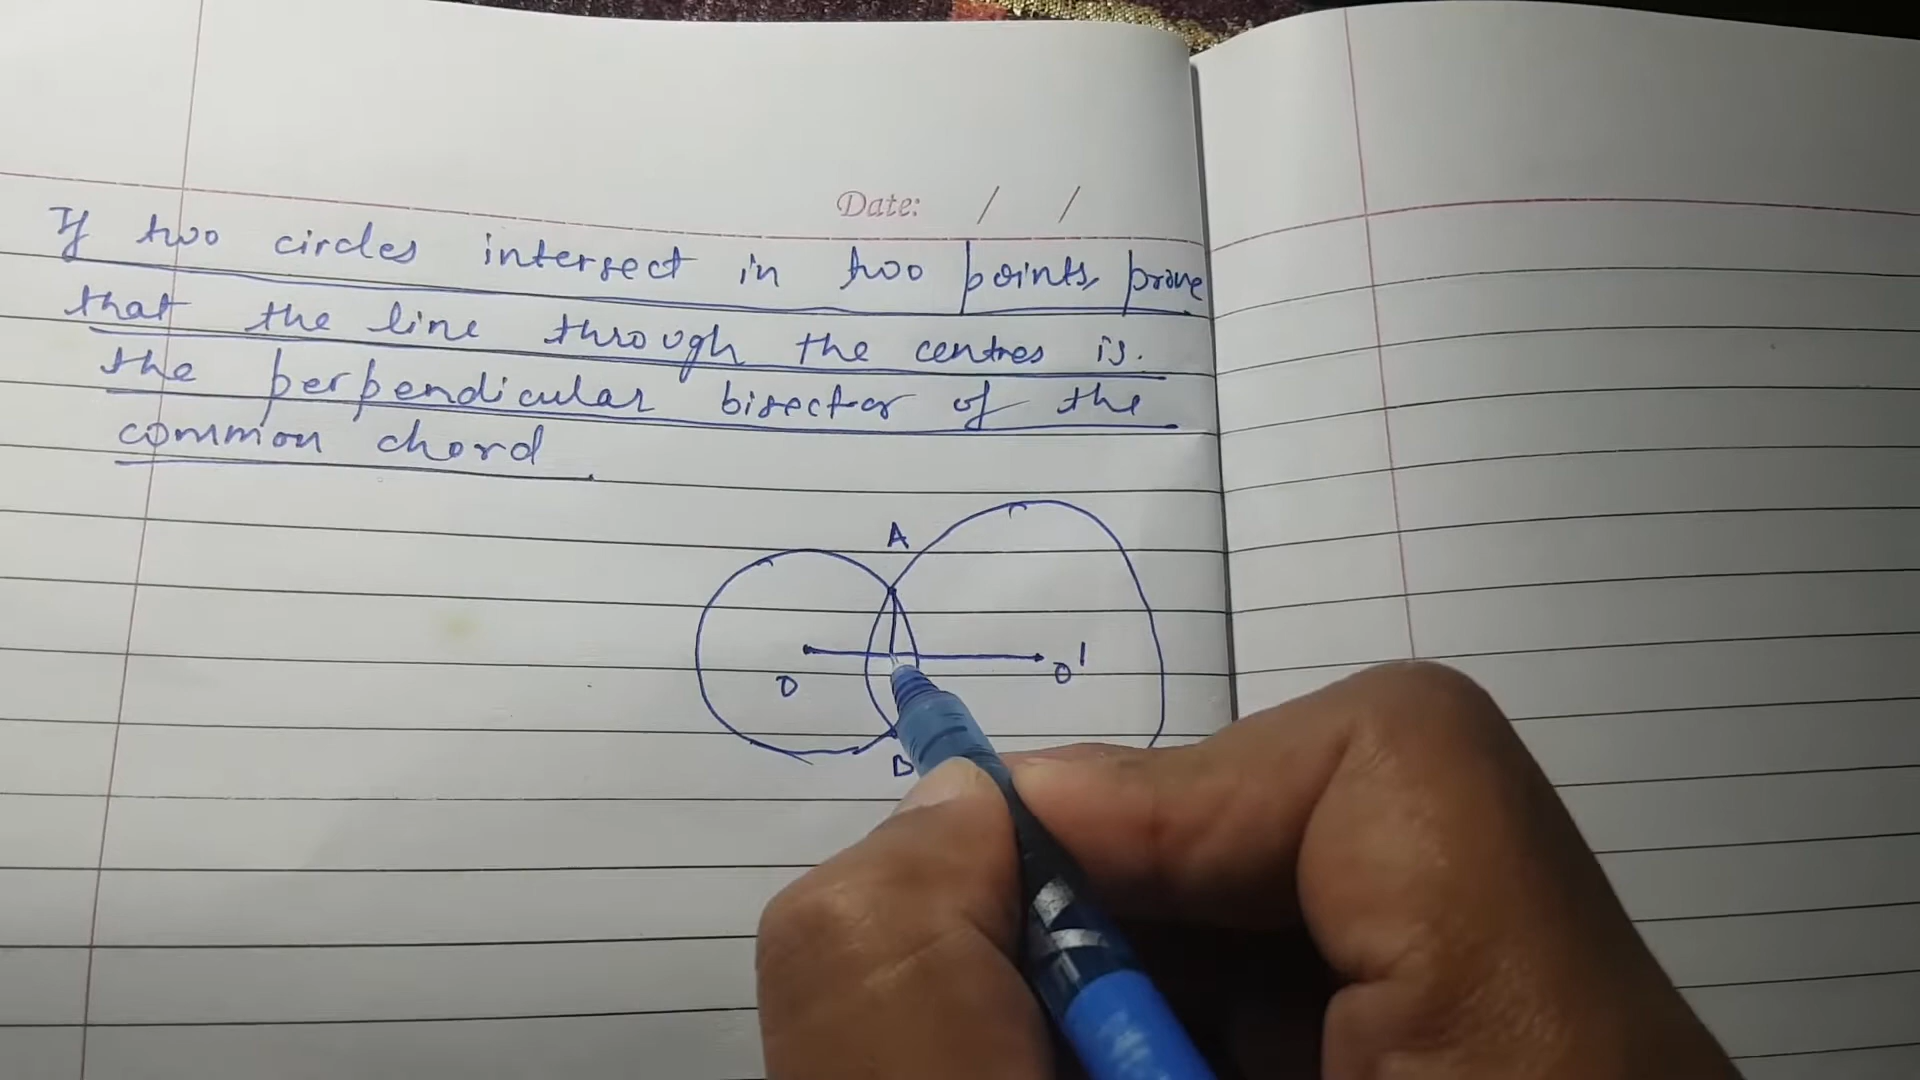 Date: / /
If two circles intersect in two points, prove
that the line through the centres is.
the perpendicular bisector of the
common chord.
A
O O'
B